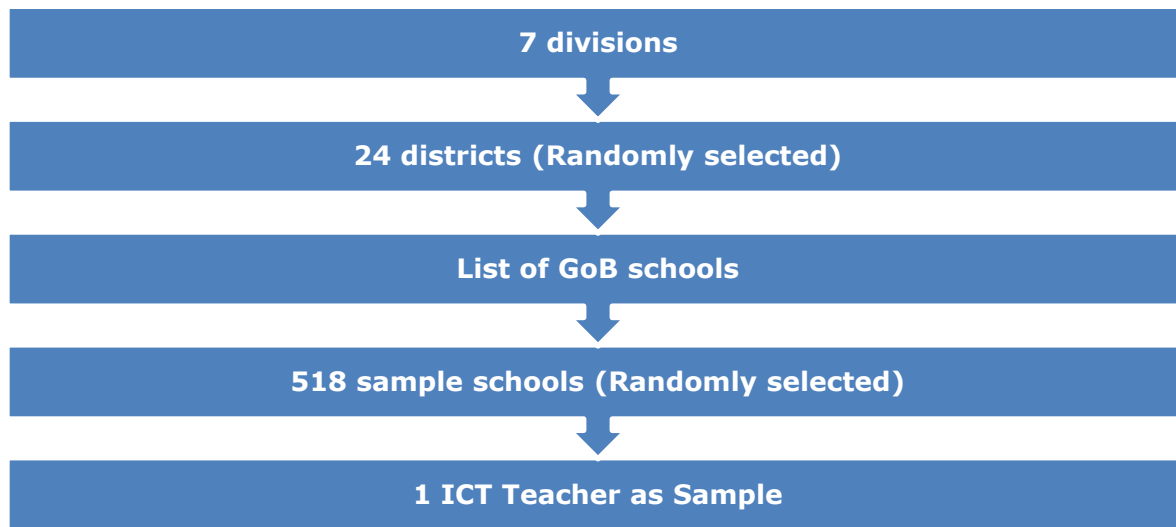 7 divisions
24 districts (Randomly selected)
List of GoB schools
518 sample schools (Randomly selected)
1 ICT Teacher as Sample